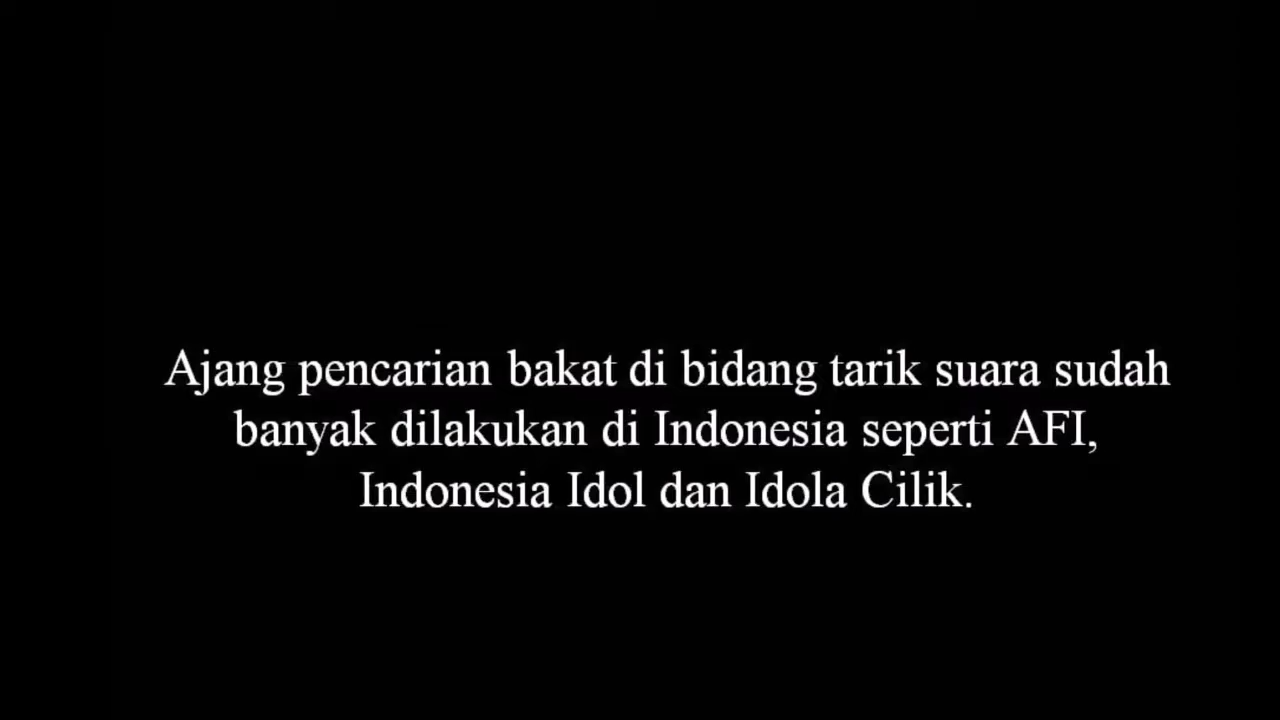 Ajang pencarian bakat di bidang tarik suara sudah
banyak dilakukan di Indonesia seperti AFI,
Indonesia Idol dan Idola Cilik.